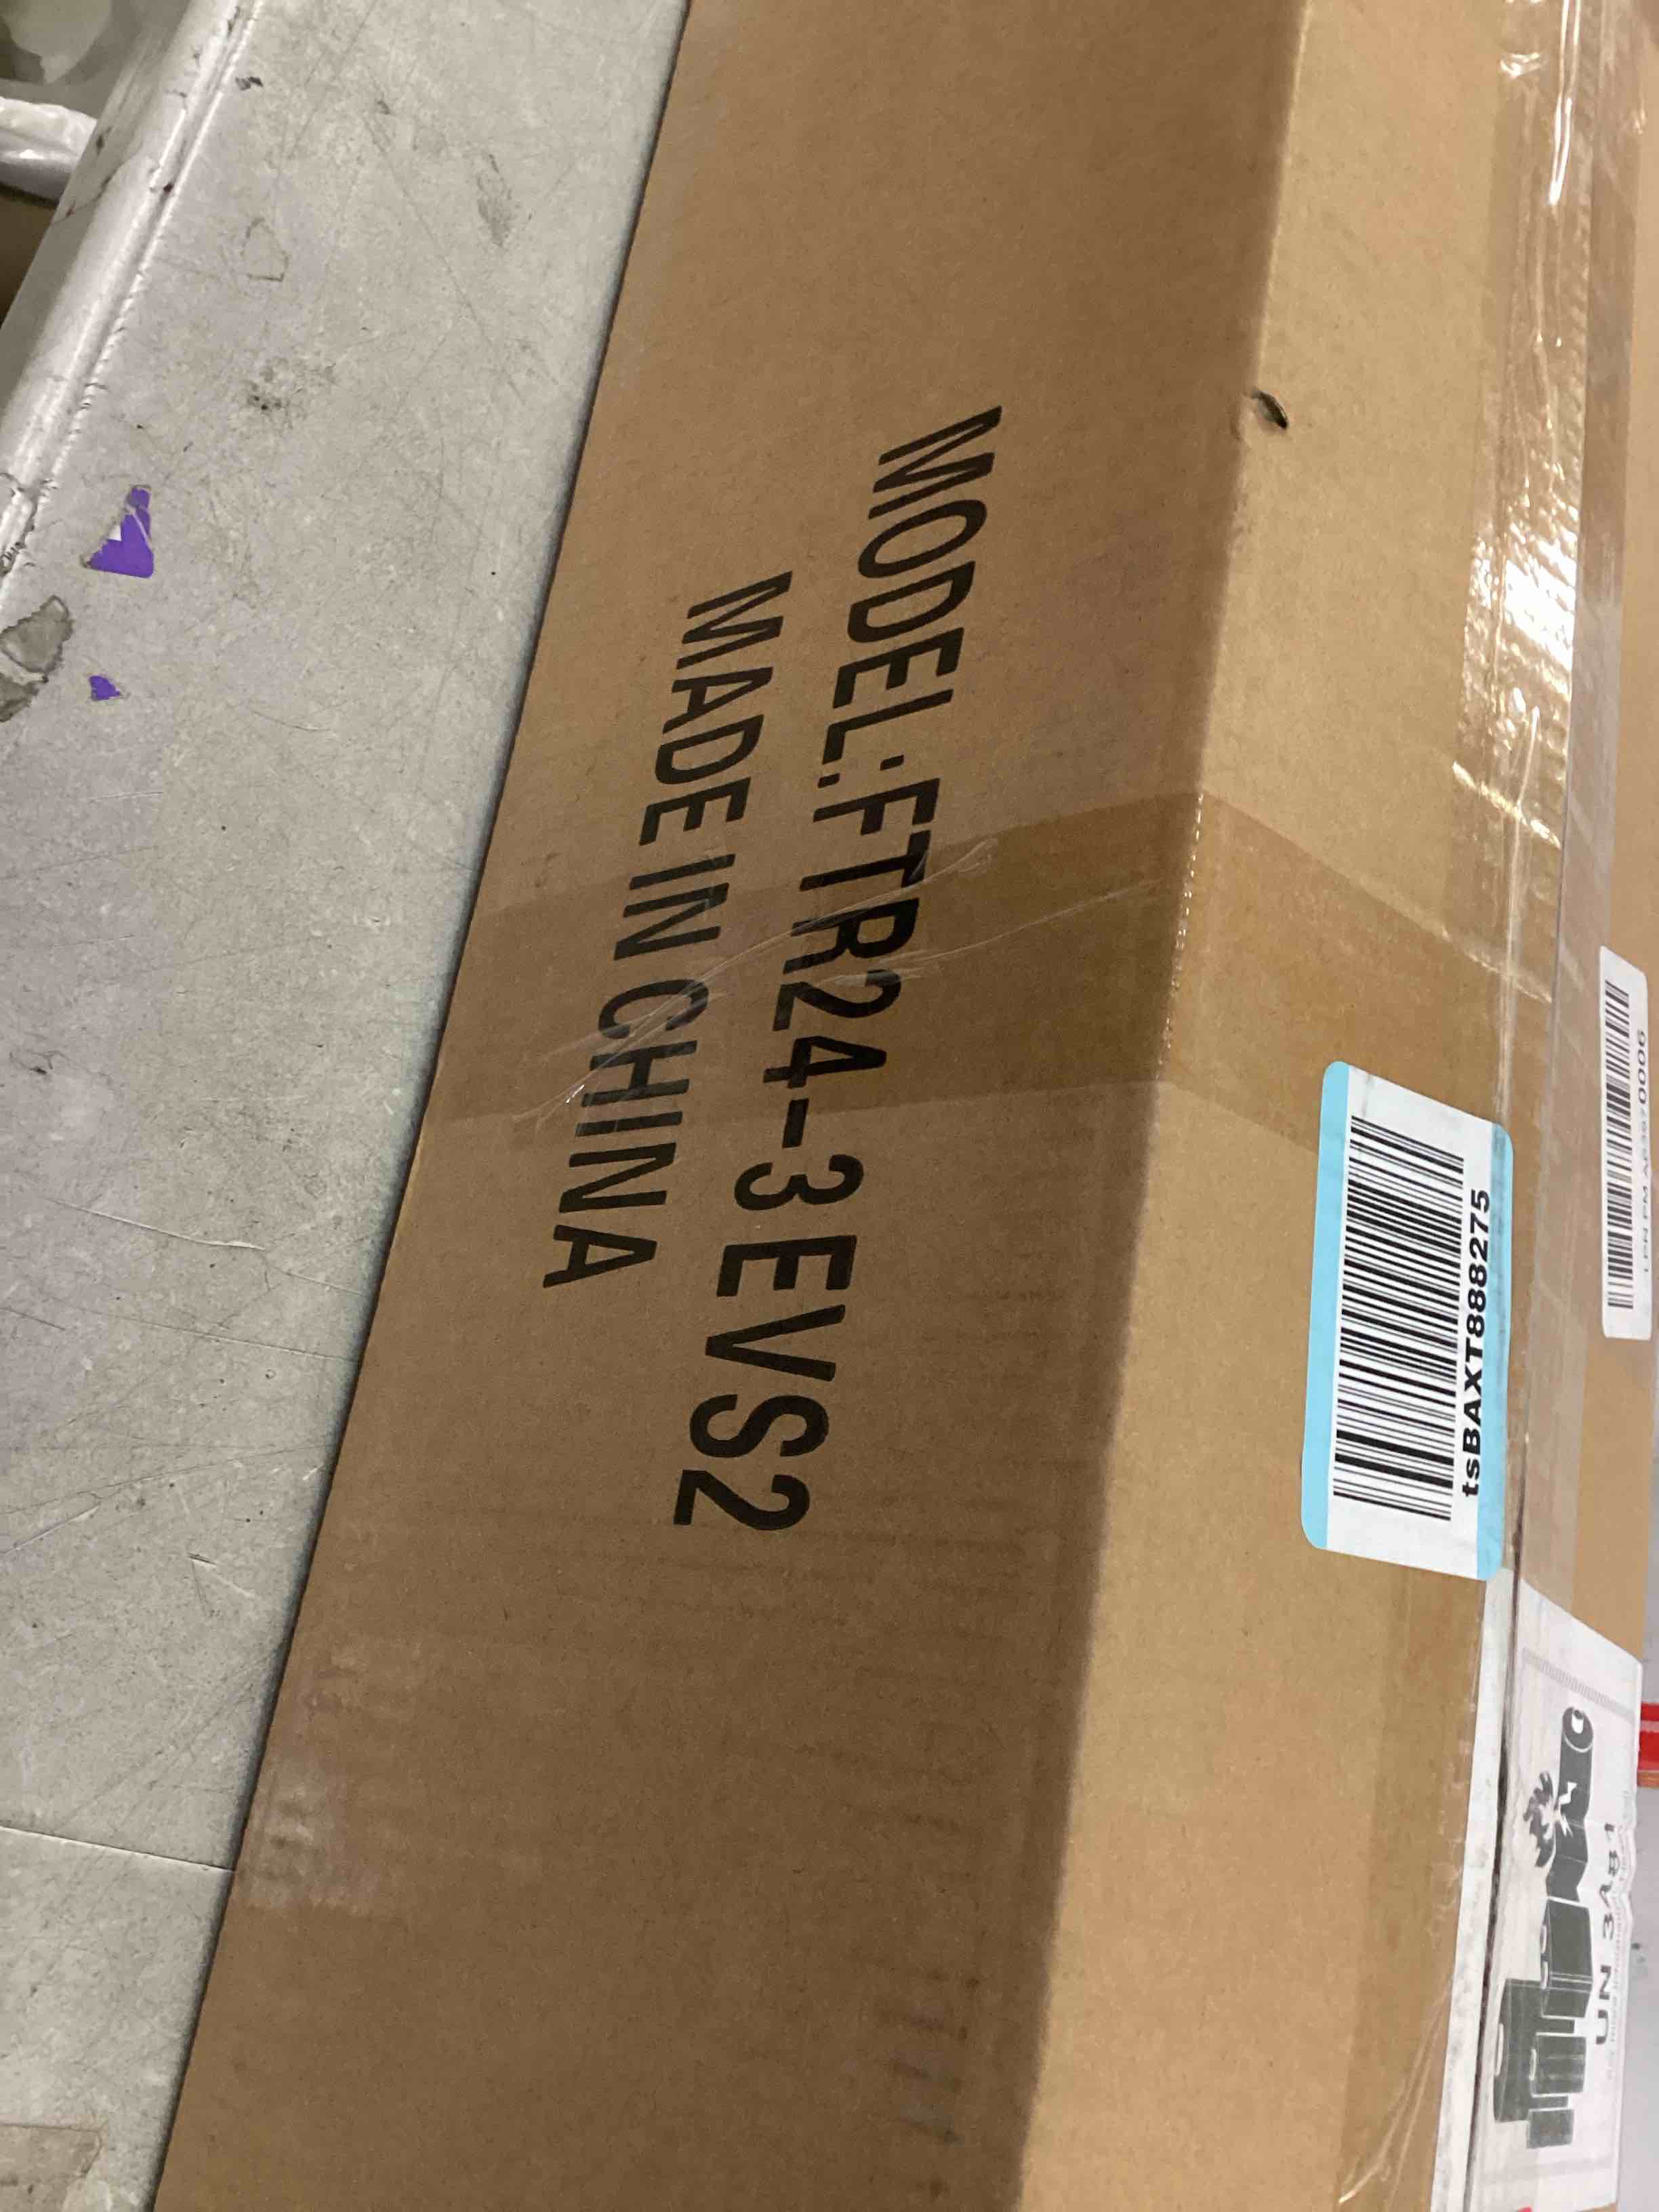 MODEL:FTR24-3 EVS2
MADE IN CHINA
tsBAXT888275
UN 3481